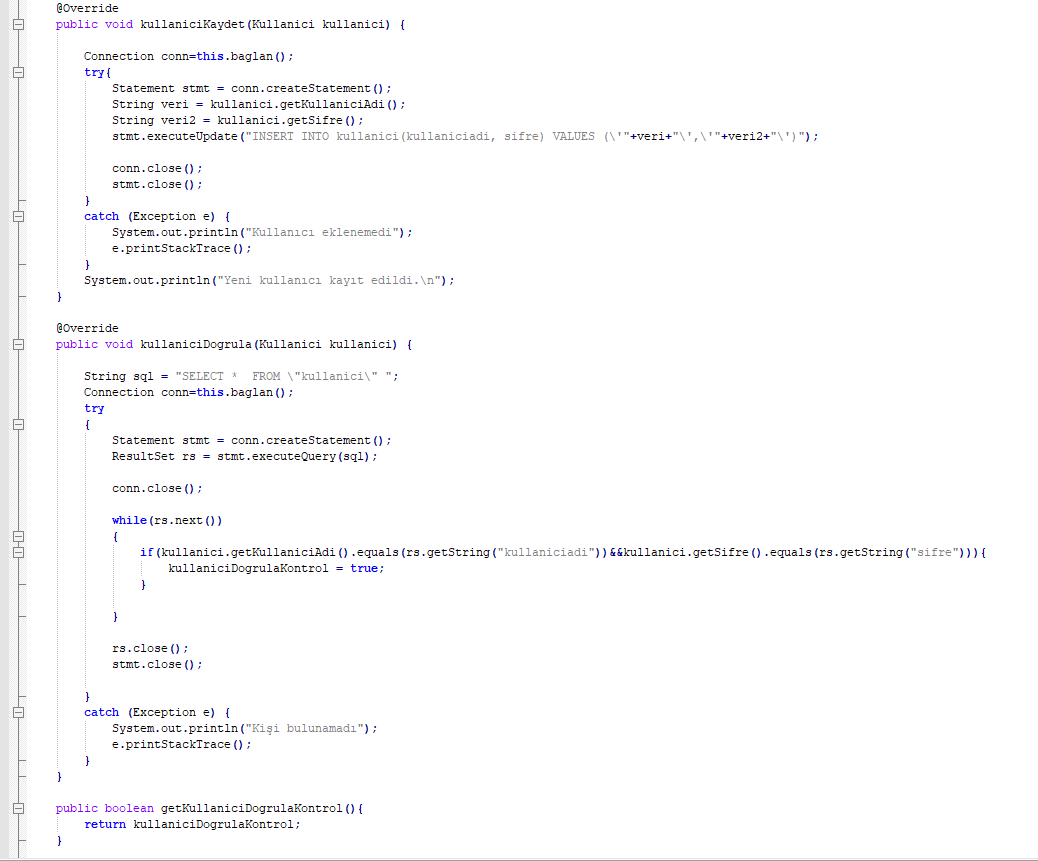 @Override
public void kullaniciKaydet(Kullanici kullanici) {
Connection conn=this.baglan();
try{
Statement stmt = conn.createStatement();
String veri = kullanici.getKullaniciAdi();
String veri2 = kullanici.getSifre();
stmt.executeUpdate("INSERT INTO kullanici(kullaniciadi, sifre) VALUES (\'"+veri+"\',\'"+veri2+"\')");
conn.close();
stmt.close();
}
catch (Exception e) {
System.out.println("Kullanıcı eklenemedi");
e.printStackTrace();
}
System.out.println("Yeni kullanıcı kayıt edildi.\n");
}
@Override
public void kullaniciDogrula(Kullanici kullanici) {
String sql = "SELECT *  FROM \"kullanici\" ";
Connection conn=this.baglan();
try
{
Statement stmt = conn.createStatement();
ResultSet rs = stmt.executeQuery(sql);
conn.close();
while(rs.next())
{
if(kullanici.getKullaniciAdi().equals(rs.getString("kullaniciadi"))&&kullanici.getSifre().equals(rs.getString("sifre"))){
kullaniciDogrulaKontrol = true;
}
}
rs.close();
stmt.close();
}
catch (Exception e) {
System.out.println("Kişi bulunamadı");
e.printStackTrace();
}
}
public boolean getKullaniciDogrulaKontrol(){
return kullaniciDogrulaKontrol;
}